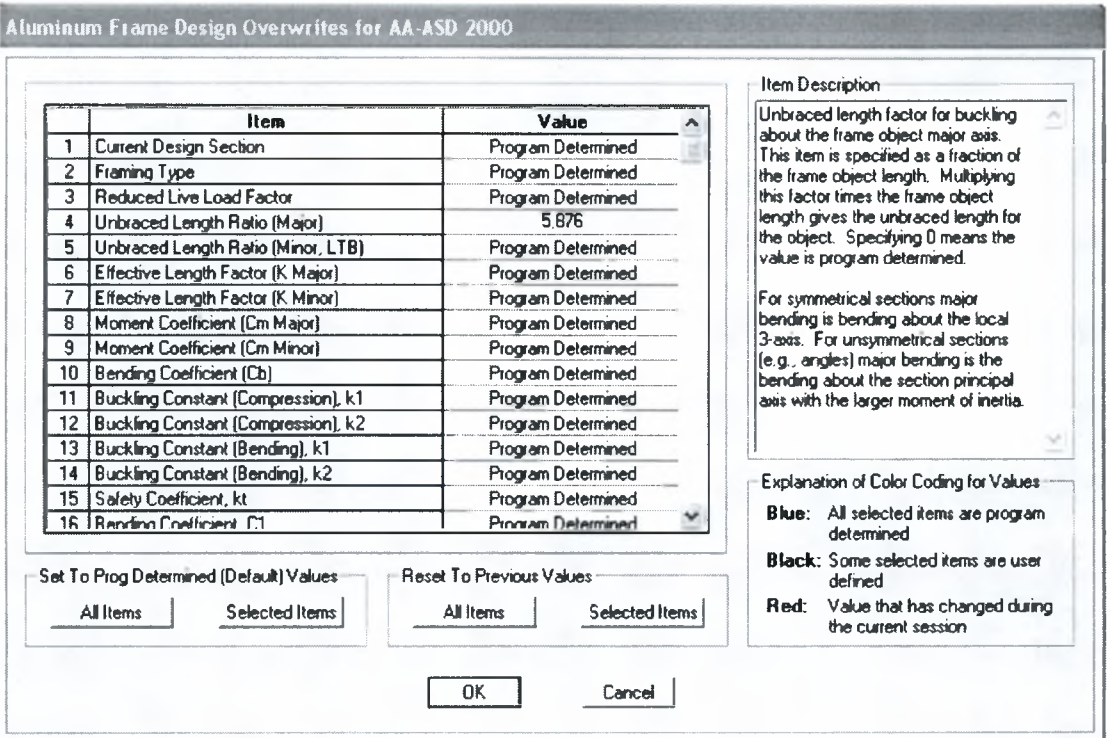 Aluminum Frame Design Overwrites for AA-ASD 2000
Item Value
1 Current Design Section Program Determined
2 Framing Type Program Determined
3 Reduced Live Load Factor Program Determined
4 Unbraced Length Ratio (Major) 5.876
5 Unbraced Length Ratio (Minor, LTB) Program Determined
6 Effective Length Factor (K Major) Program Determined
7 Effective Length Factor (K Minor) Program Determined
8 Moment Coefficient (Cm Major) Program Determined
9 Moment Coefficient (Cm Minor) Program Determined
10 Bending Coefficient (Cb) Program Determined
11 Buckling Constant (Compression), k1 Program Determined
12 Buckling Constant (Compression), k2 Program Determined
13 Buckling Constant (Bending), k1 Program Determined
14 Buckling Constant (Bending), k2 Program Determined
15 Safety Coefficient, kt Program Determined
16 Bending Coefficient, C1 Program Determined
Set To Prog Determined (Default) Values
All Items Selected Items
Reset To Previous Values
All Items Selected Items
Item Description
Unbraced length factor for buckling
about the frame object major axis.
This item is specified as a fraction of
the frame object length. Multiplying
this factor times the frame object
length gives the unbraced length for
the object. Specifying 0 means the
value is program determined.
For symmetrical sections major
bending is bending about the local
3-axis. For unsymmetrical sections
(e.g., angles) major bending is the
bending about the section principal
axis with the larger moment of inertia.
Explanation of Color Coding for Values
Blue: All selected items are program
determined
Black: Some selected items are user
defined
Red: Value that has changed during
the current session
OK Cancel